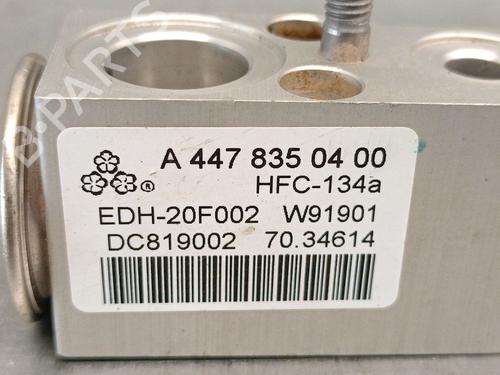 A 447 835 04 00
HFC-134a
® EDH-20F002 W91901
DC819002 70.34614
B-PARTS